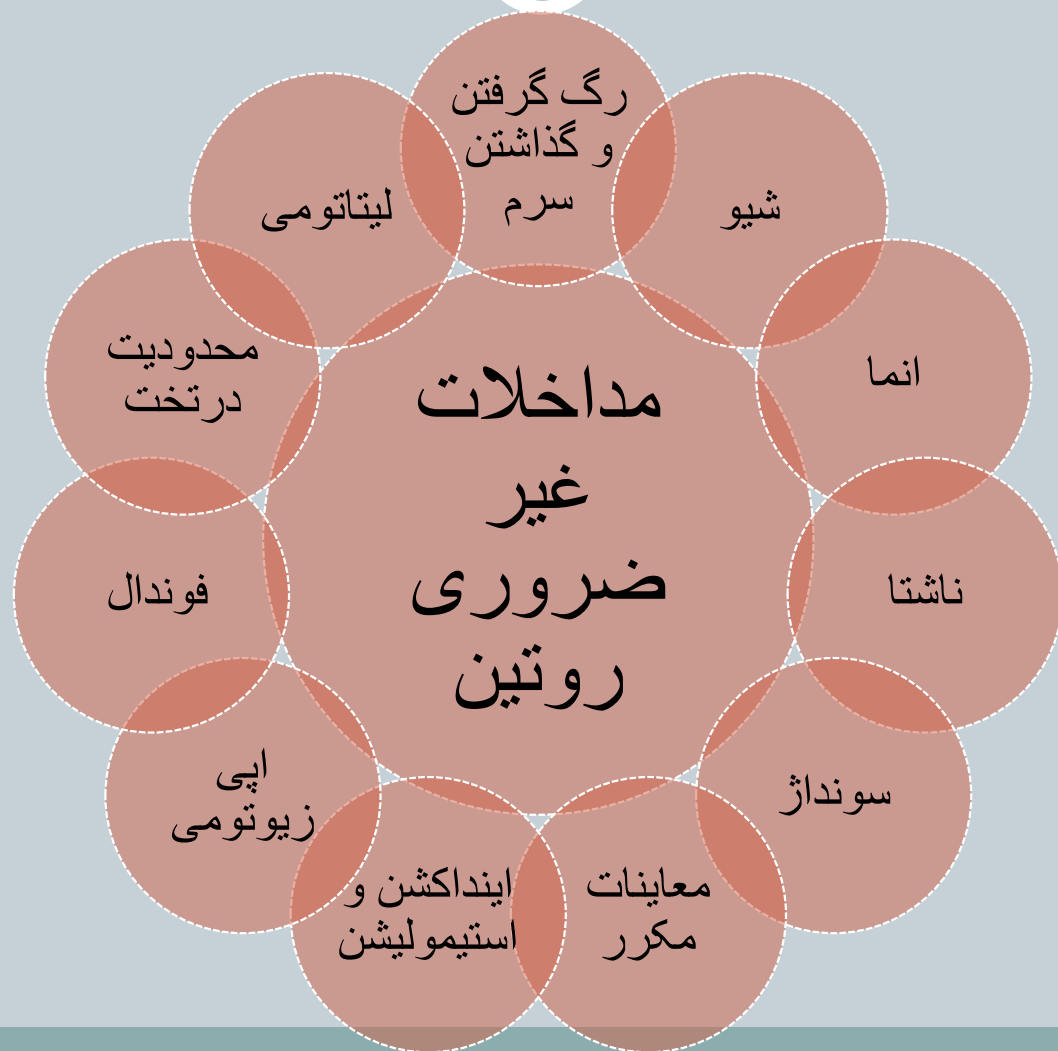 رگ گرفتن
و گذاشتن
سرم
شیو
انما
ناشتا
سونداژ
معاینات
مکرر
اینداکشن و
استیمولیشن
اپی
زیوتومی
فوندال
محدودیت
درتخت
لیتاتومی
مداخلات
غیر
ضروری
روتین